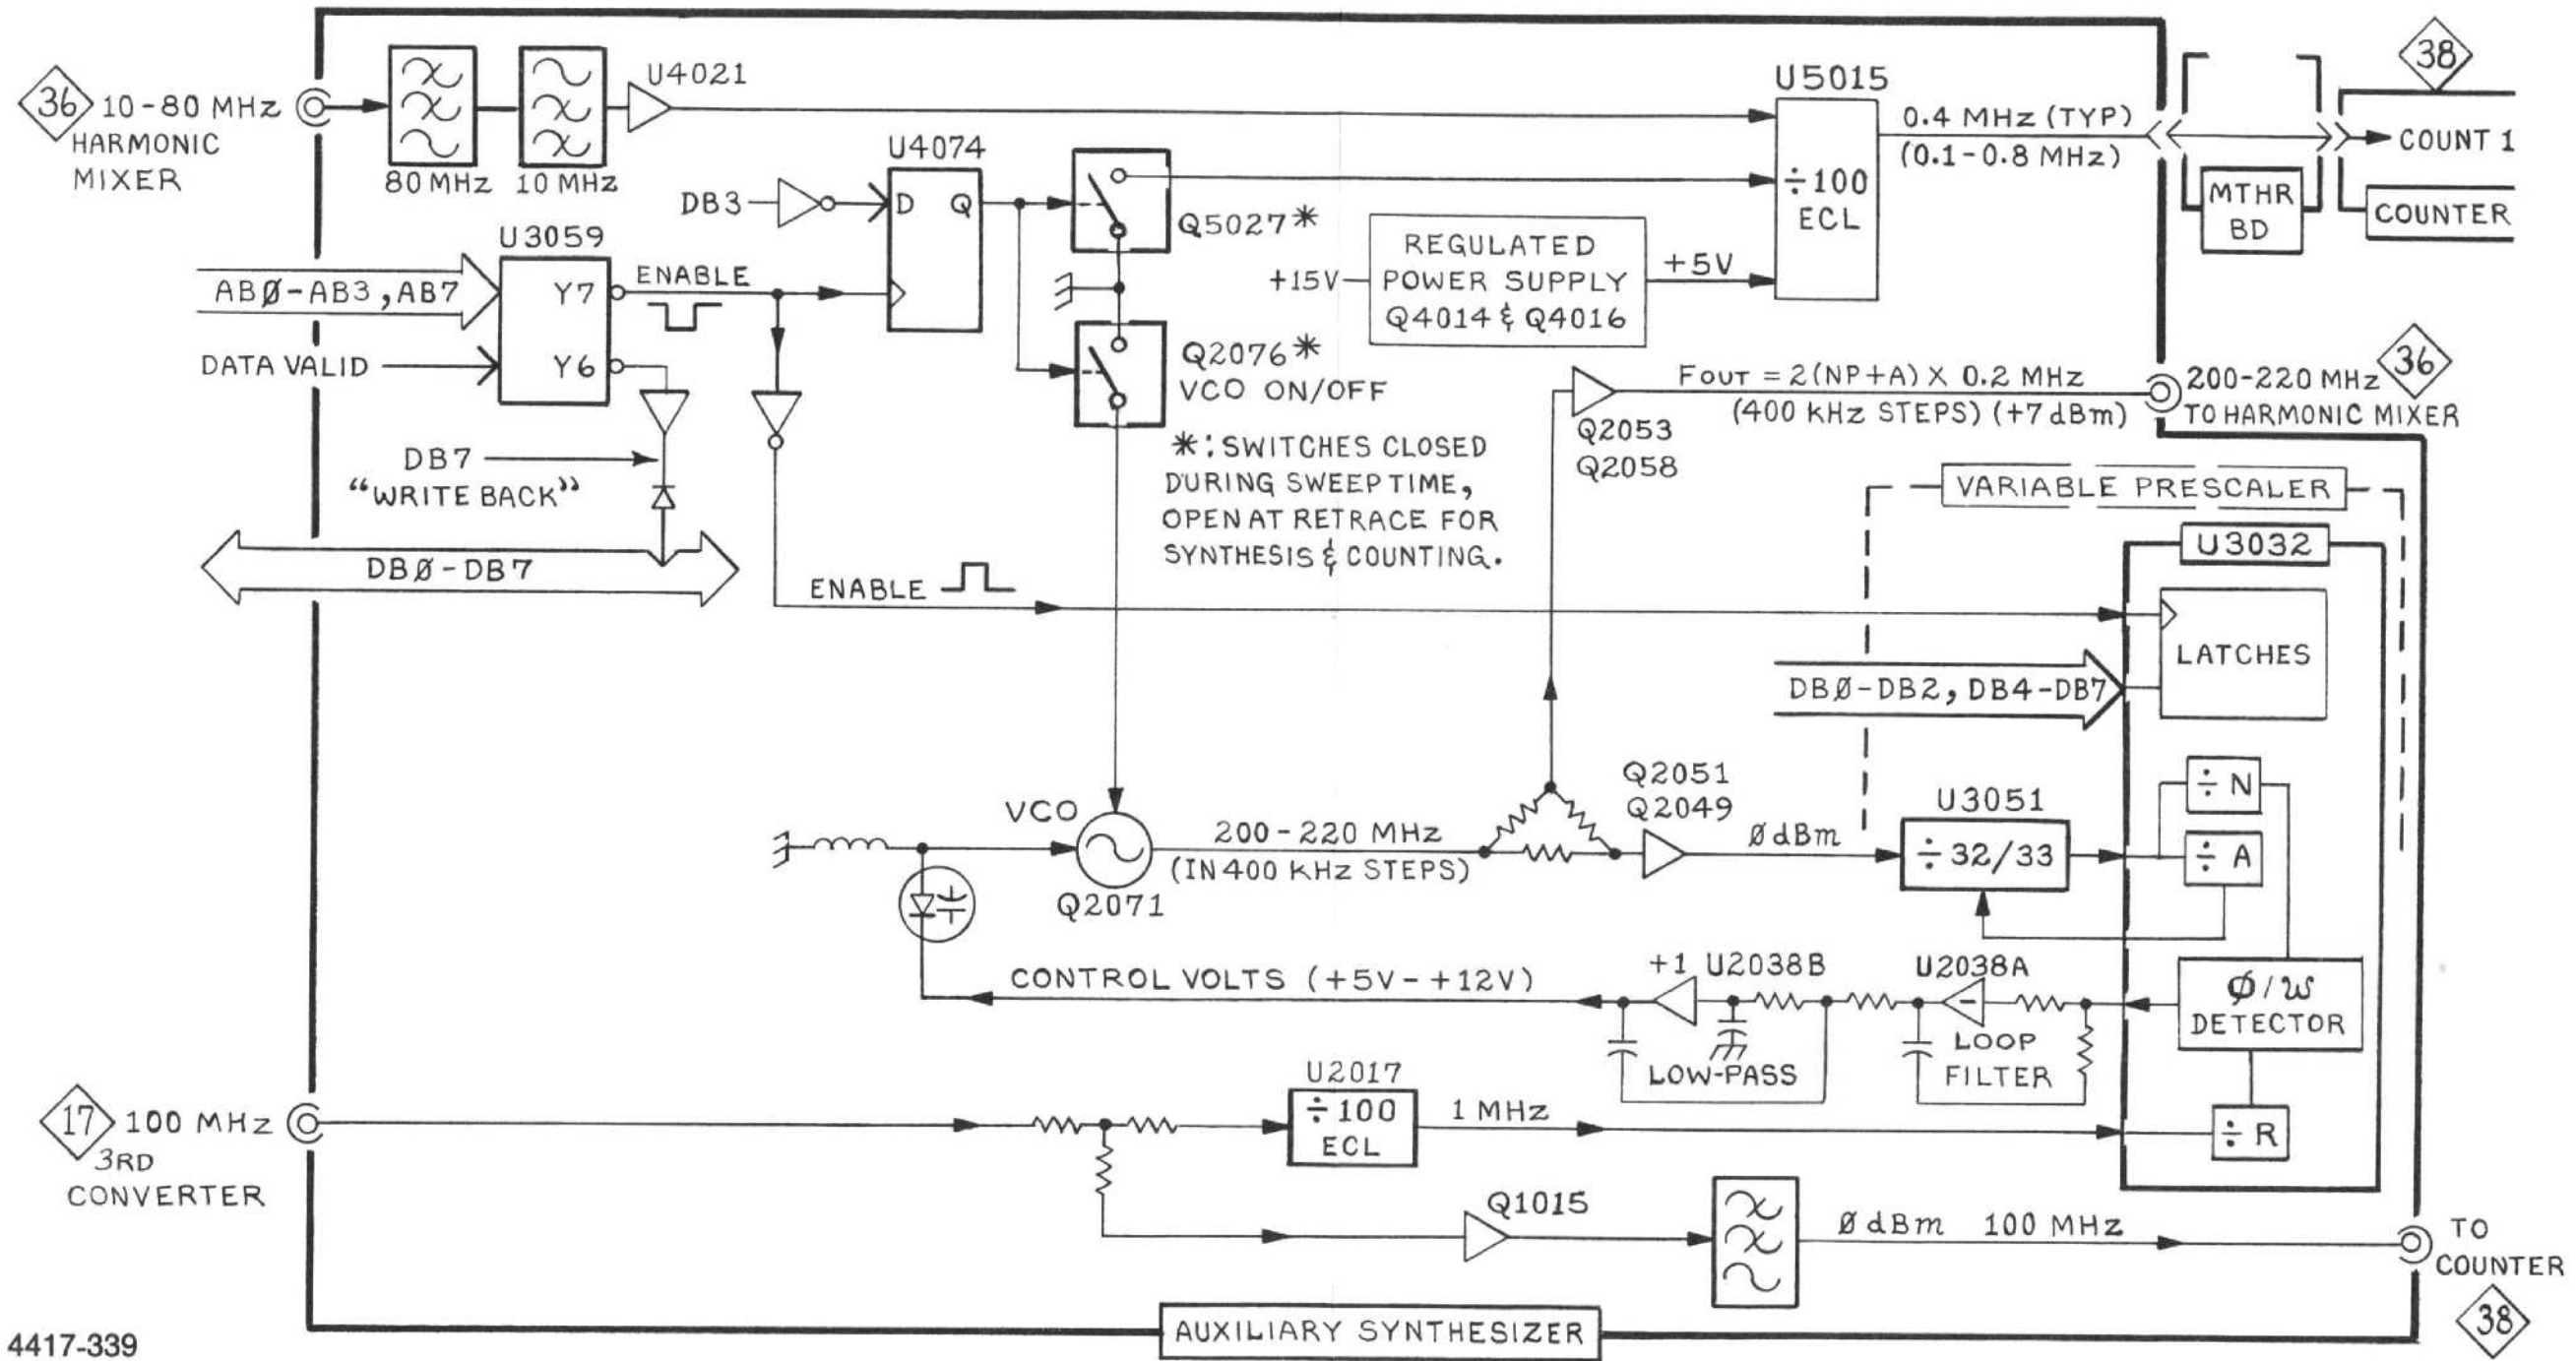 36
10-80 MHz
HARMONIC
MIXER
80 MHz
10 MHz
U4021
U5015
÷100
ECL
0.4 MHz (TYP)
(0.1-0.8 MHz)
38
COUNT 1
MTHR
BD
COUNTER
U4074
DB3
D Q
Q5027*
U3059
ABØ-AB3, AB7
Y7
ENABLE
DATA VALID
Y6
REGULATED
POWER SUPPLY
Q4014 & Q4016
+15V
+5V
Q2076*
VCO ON/OFF
*: SWITCHES CLOSED
DURING SWEEP TIME,
OPEN AT RETRACE FOR
SYNTHESIS & COUNTING.
DB7
“WRITE BACK”
DBØ-DB7
ENABLE
Q2053
Q2058
FOUT = 2(NP+A) X 0.2 MHz
(400 kHz STEPS) (+7 dBm)
36
200-220 MHz
TO HARMONIC MIXER
VARIABLE PRESCALER
U3032
LATCHES
DBØ-DB2, DB4-DB7
VCO
Q2071
200-220 MHz
(IN 400 KHz STEPS)
Q2051
Q2049
Ø dBm
U3051
÷ 32/33
÷ N
÷ A
CONTROL VOLTS (+5V-+12V)
+1 U2038B
LOW-PASS
U2038A
-
LOOP
FILTER
Ø/W
DETECTOR
÷ R
17
100 MHz
3RD
CONVERTER
U2017
÷100
ECL
1 MHz
Q1015
Ø dBm 100 MHz
TO
COUNTER
38
AUXILIARY SYNTHESIZER
4417-339